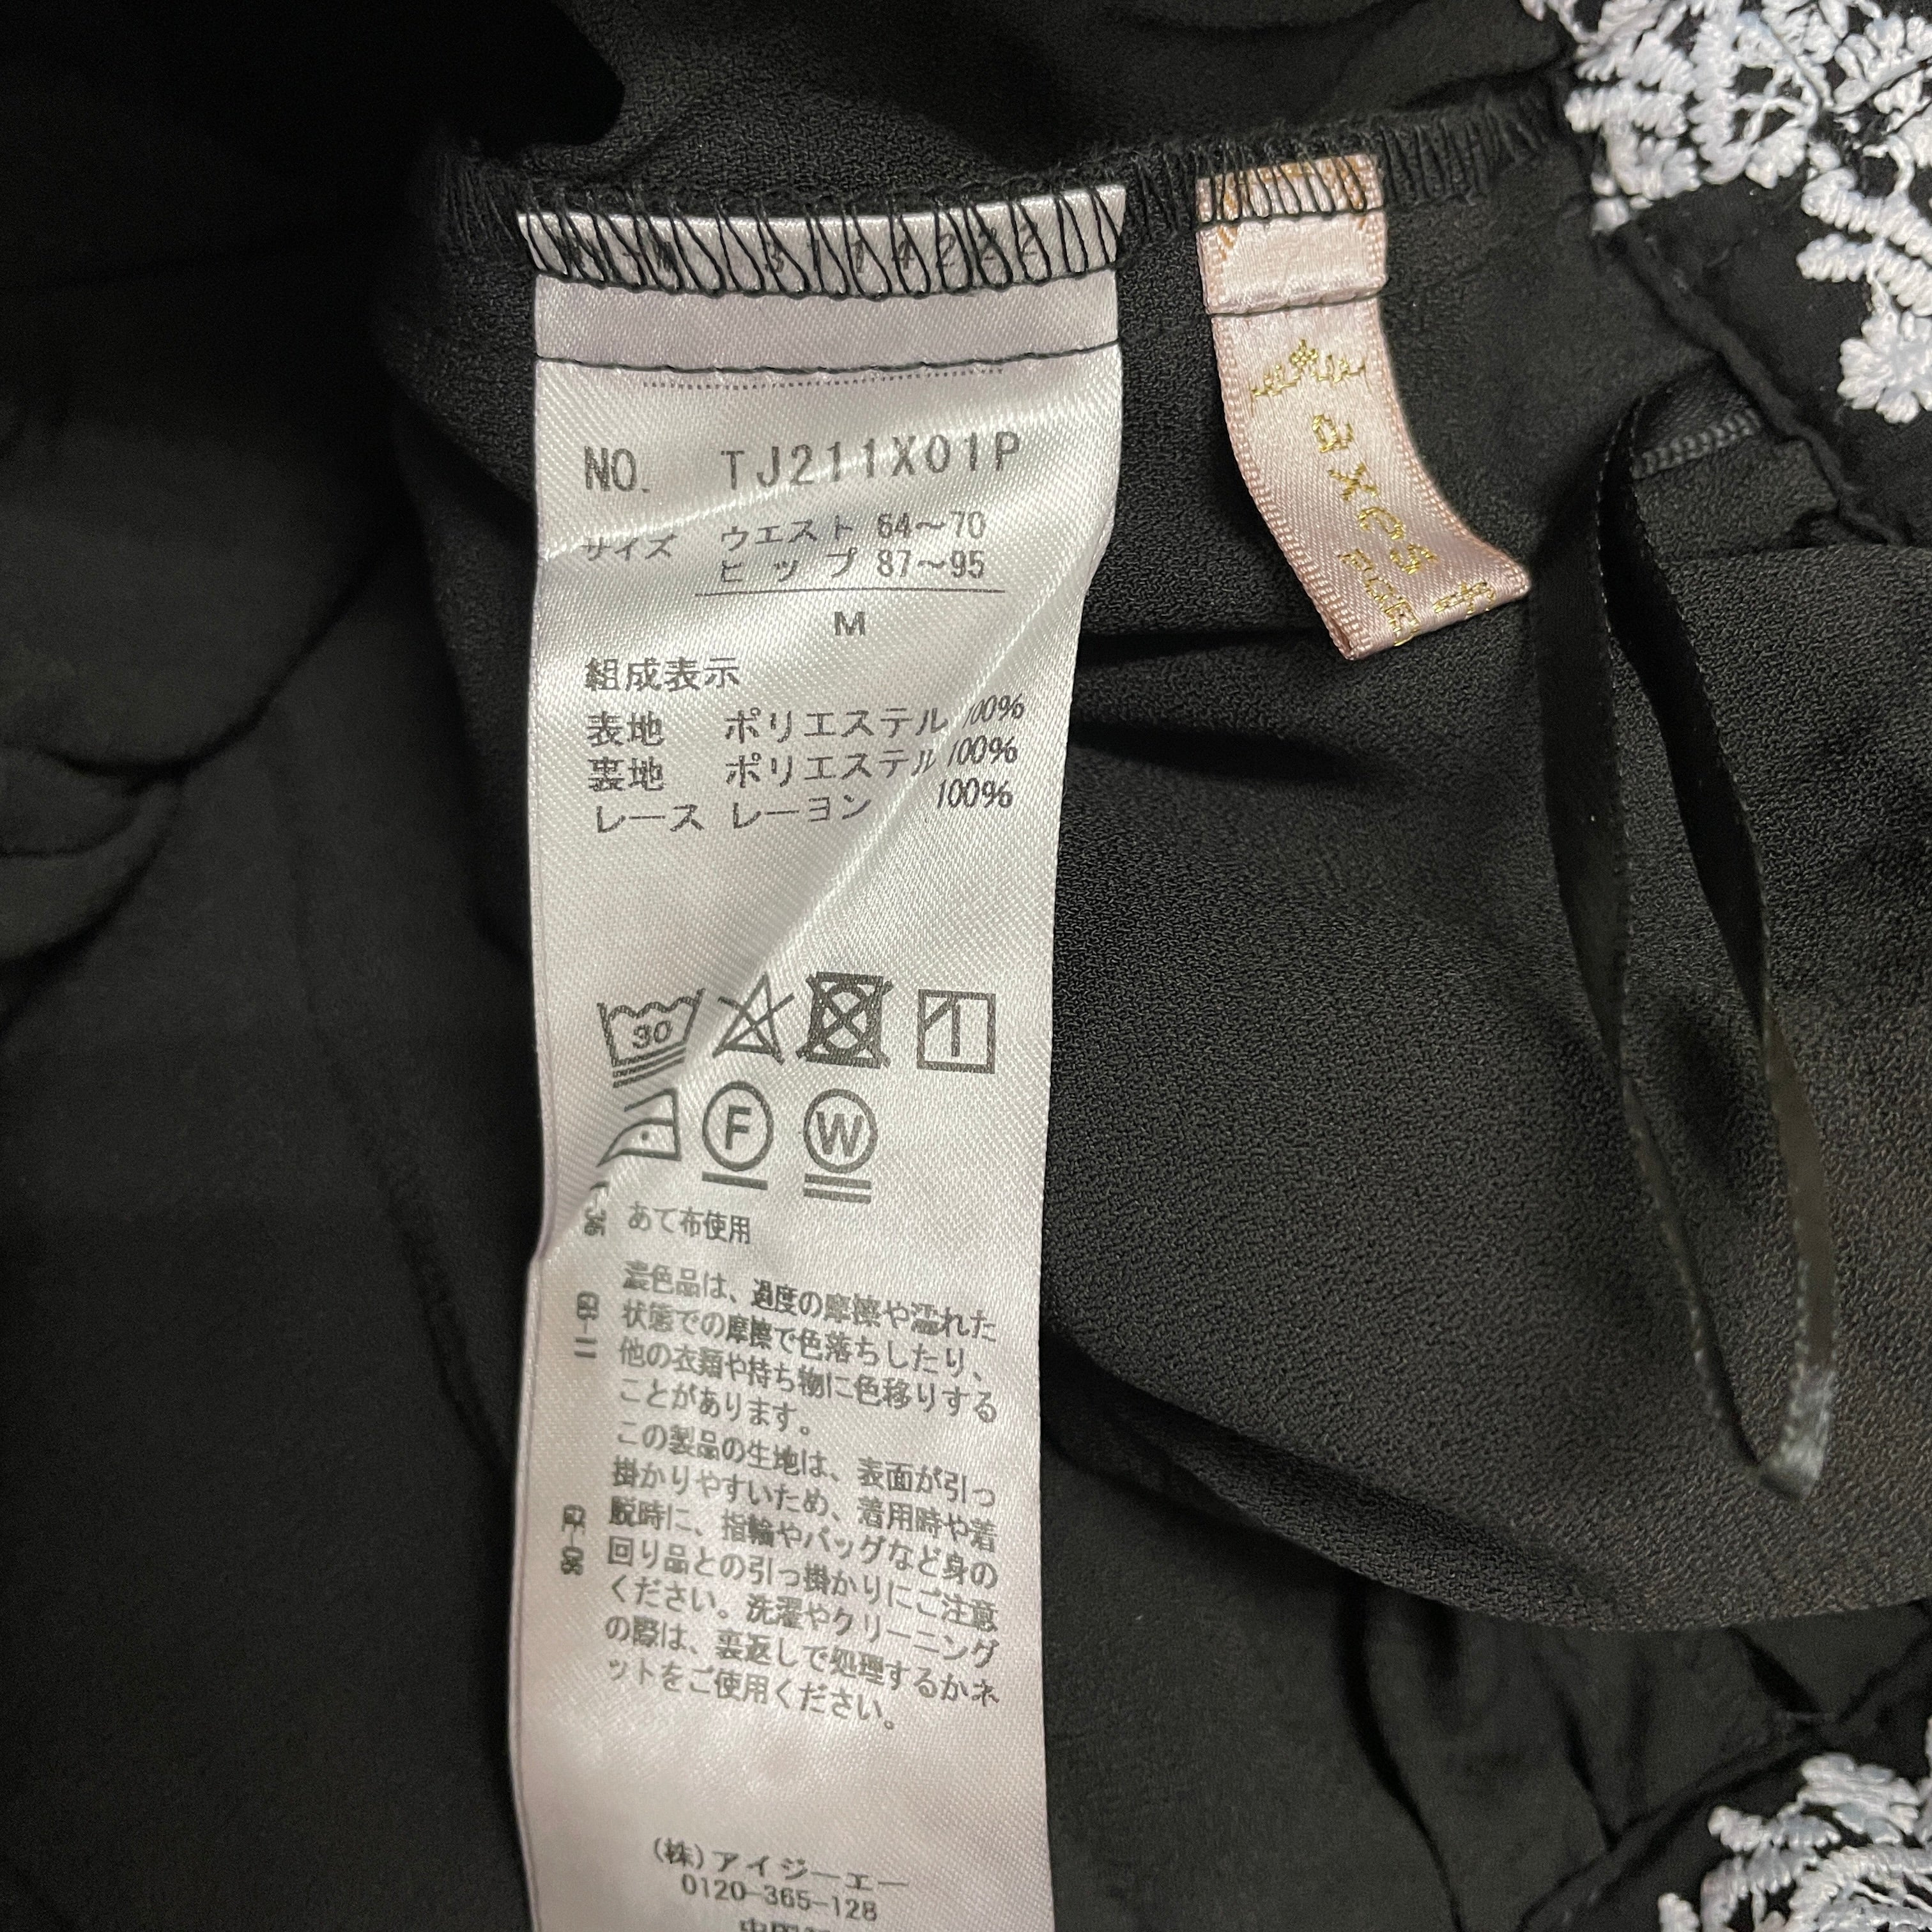 NO. TJ211X01P
サイズ ウエスト 64～70
ヒップ 87～95
M
組成表示
表地 ポリエステル 100%
裏地 ポリエステル 100%
レース レーヨン 100%
30
F W
あて布使用
濃色品は、過度の摩擦や濡れた
状態での摩擦で色落ちしたり、
他の衣類や持ち物に色移りする
ことがあります。
この製品の生地は、表面が引っ
掛かりやすいため、着用時や着
脱時に、指輪やバッグなど身の
回り品との引っ掛かりにご注意
ください。洗濯やクリーニング
の際は、裏返しで処理するかネ
ットをご使用ください。
(株)アイジーエー
0120-365-128
axes